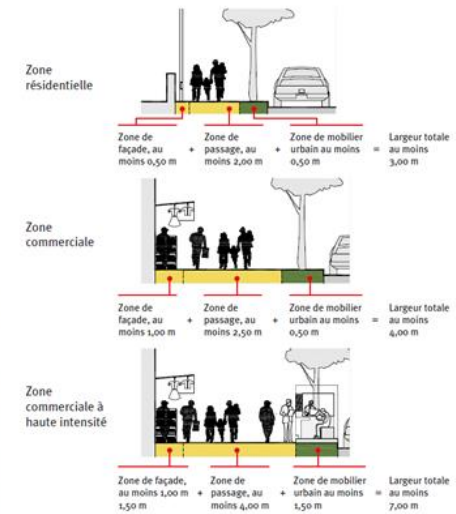 Zone
résidentielle
Zone de
façade, au
moins 0,50 m
+
Zone de
passage, au
moins 2,00 m
+
Zone de mobilier
urbain au moins
0,50 m
=
Largeur totale
au moins
3,00 m
Zone
commerciale
Zone de
façade, au
moins 1,00 m
+
Zone de
passage, au
moins 2,50 m
+
Zone de mobilier
urbain au moins
0,50 m
=
Largeur totale
au moins
4,00 m
Zone
commerciale à
haute intensité
Zone de façade,
au moins 1,00 m
1,50 m
+
Zone de
passage, au
moins 4,00 m
+
Zone de mobilier
urbain au moins
1,50 m
=
Largeur totale
au moins
7,00 m